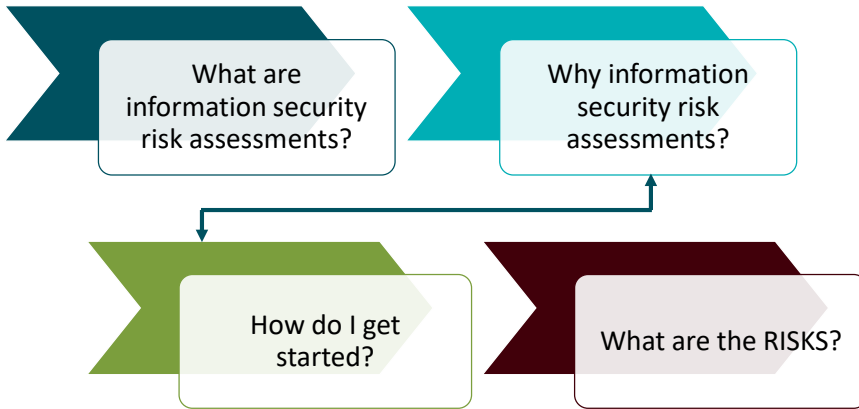 What are
information security
risk assessments?
Why information
security risk
assessments?
How do I get
started?
What are the RISKS?